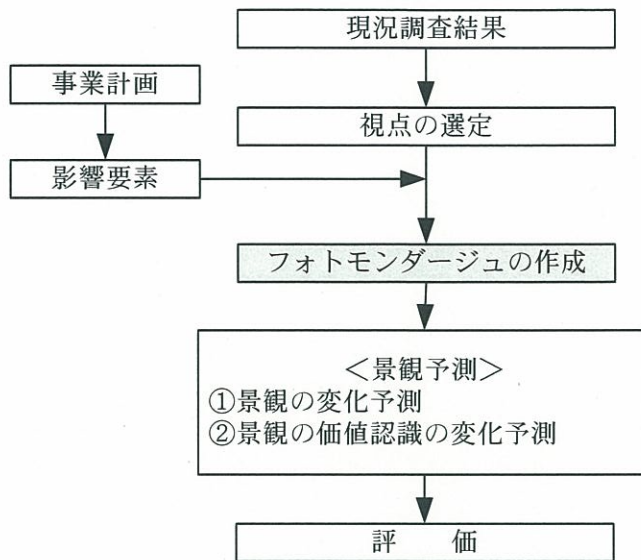 現況調査結果
事業計画
視点の選定
影響要素
フォトモンダージュの作成
＜景観予測＞
①景観の変化予測
②景観の価値認識の変化予測
評　価